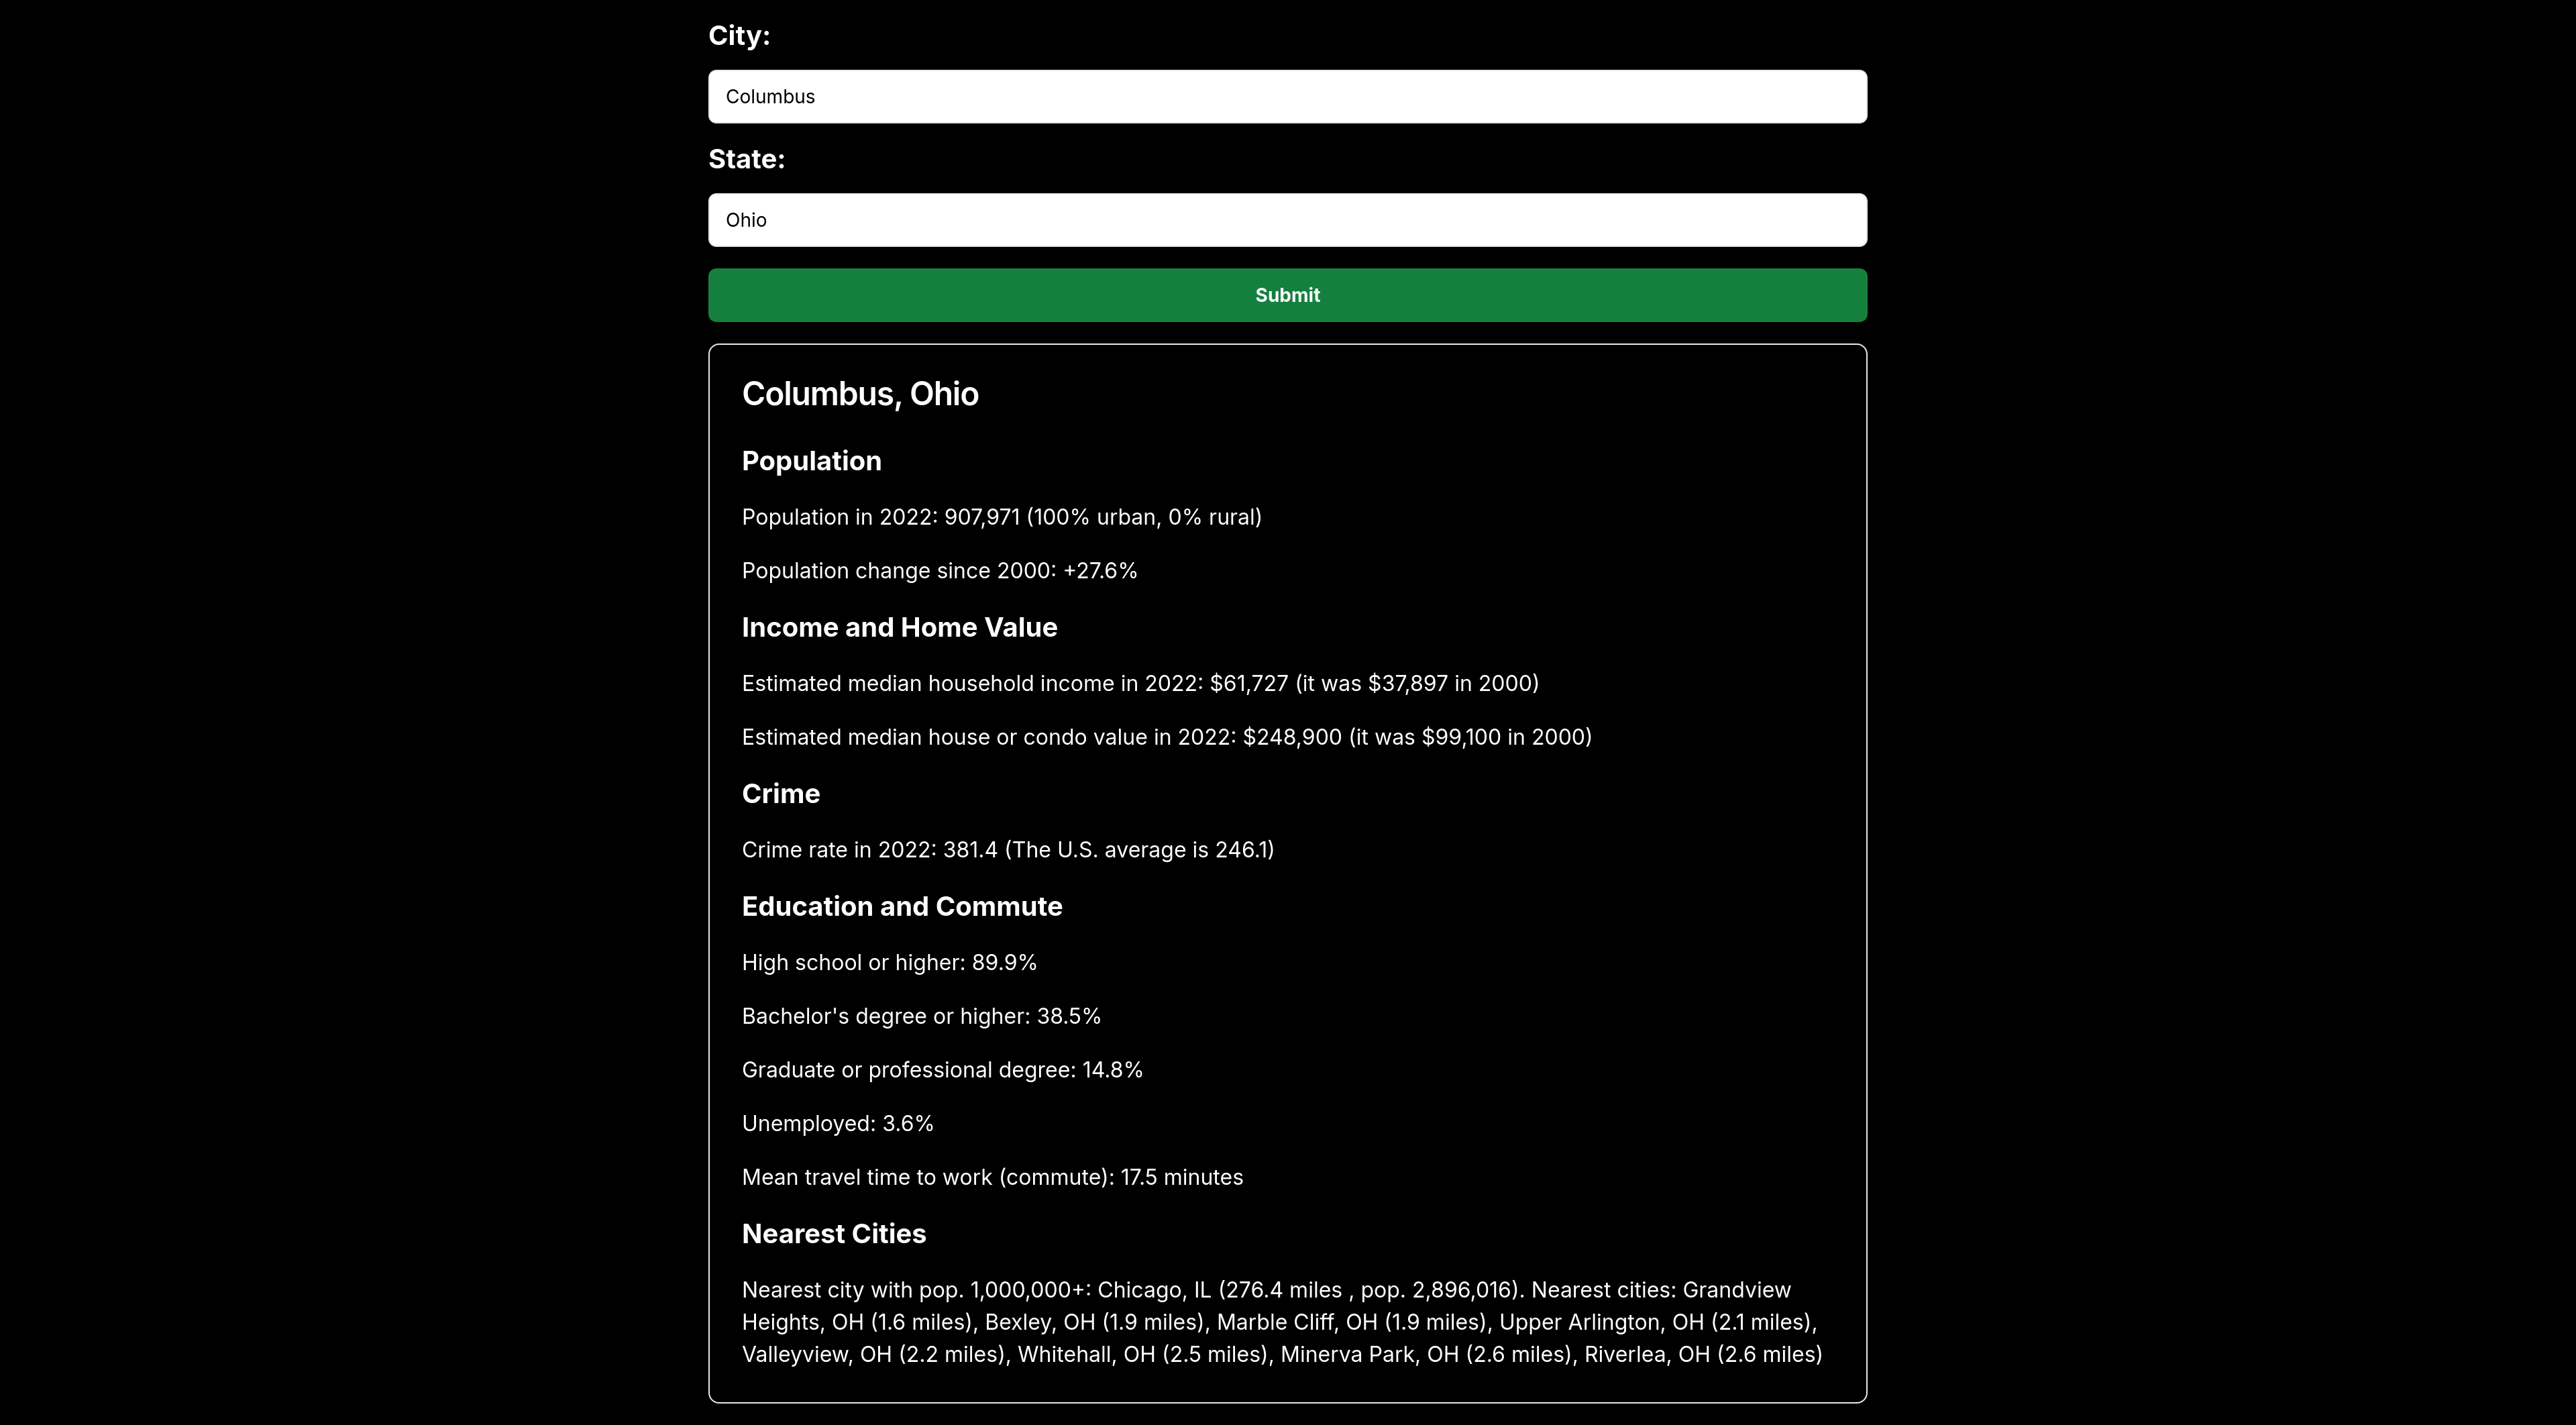 City:
Columbus
State:
Ohio
Submit
Columbus, Ohio
Population
Population in 2022: 907,971 (100% urban, 0% rural)
Population change since 2000: +27.6%
Income and Home Value
Estimated median household income in 2022: $61,727 (it was $37,897 in 2000)
Estimated median house or condo value in 2022: $248,900 (it was $99,100 in 2000)
Crime
Crime rate in 2022: 381.4 (The U.S. average is 246.1)
Education and Commute
High school or higher: 89.9%
Bachelor's degree or higher: 38.5%
Graduate or professional degree: 14.8%
Unemployed: 3.6%
Mean travel time to work (commute): 17.5 minutes
Nearest Cities
Nearest city with pop. 1,000,000+: Chicago, IL (276.4 miles , pop. 2,896,016). Nearest cities: Grandview
Heights, OH (1.6 miles), Bexley, OH (1.9 miles), Marble Cliff, OH (1.9 miles), Upper Arlington, OH (2.1 miles),
Valleyview, OH (2.2 miles), Whitehall, OH (2.5 miles), Minerva Park, OH (2.6 miles), Riverlea, OH (2.6 miles)